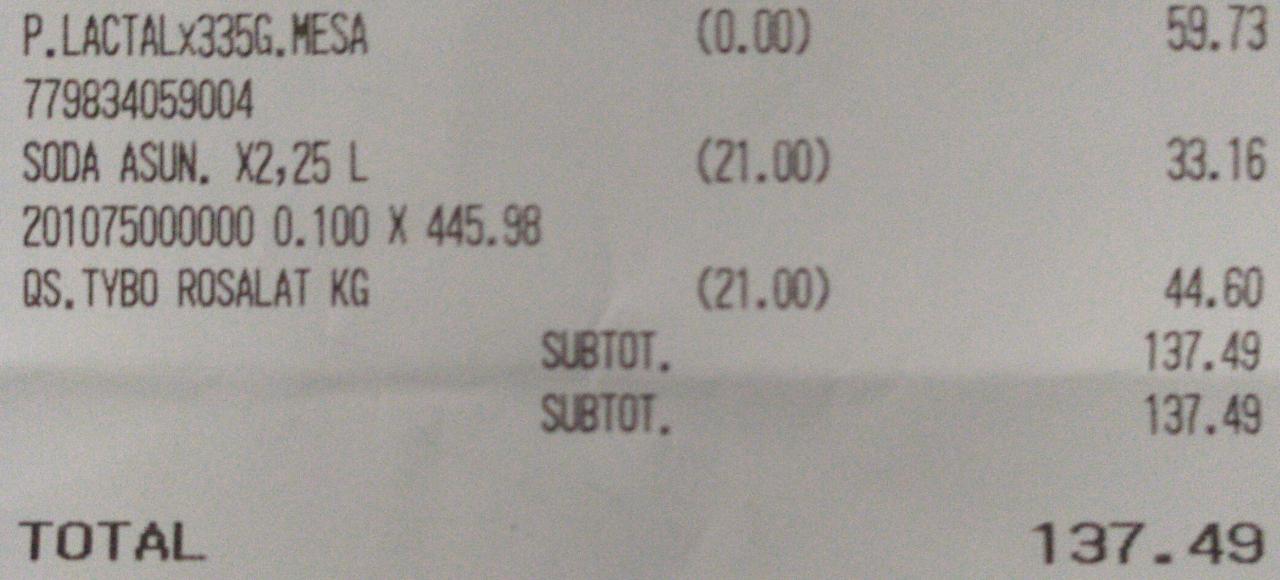 P.LACTALx335G.MESA (0.00) 59.73
779834059004
SODA ASUN. X2,25 L (21.00) 33.16
201075000000 0.100 X 445.98
QS.TYBO ROSALAT KG (21.00) 44.60
SUBTOT. 137.49
SUBTOT. 137.49
TOTAL 137.49